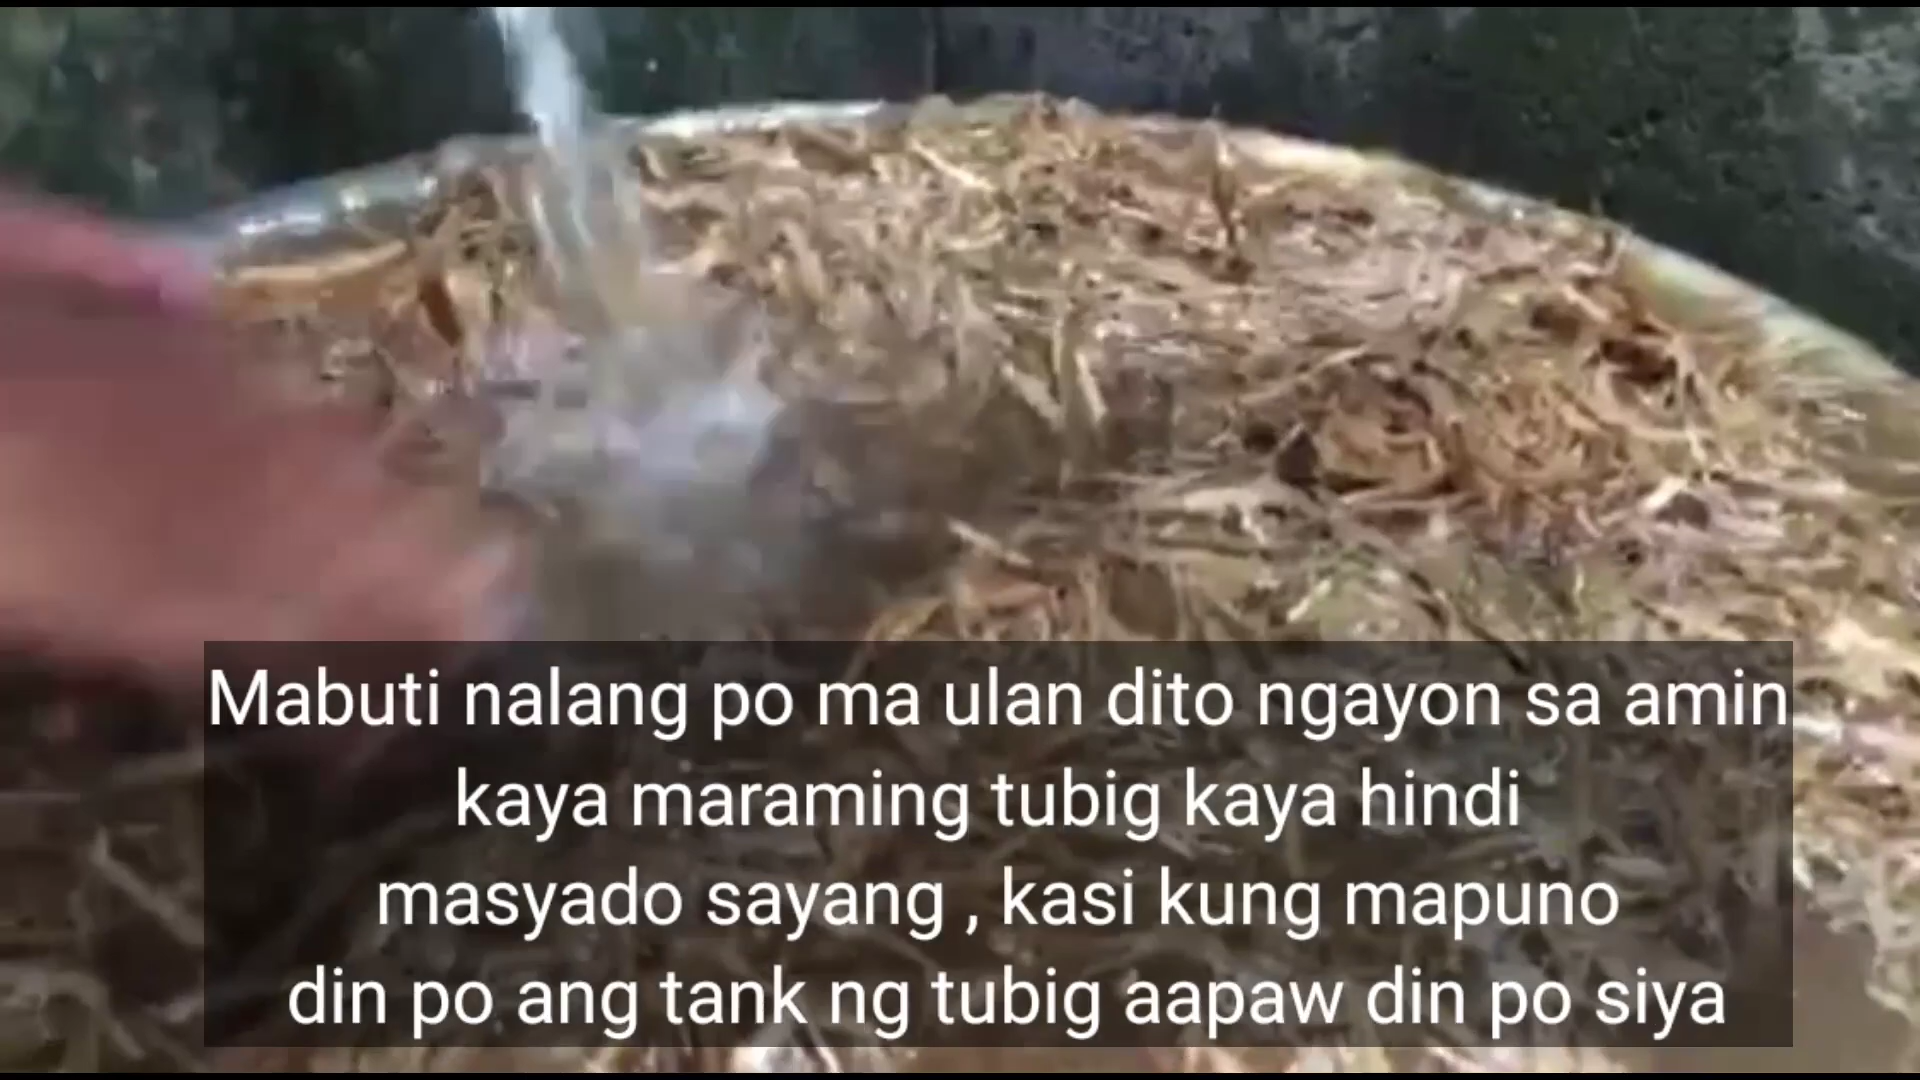 Mabuti nalang po ma ulan dito ngayon sa amin
kaya maraming tubig kaya hindi
masyado sayang , kasi kung mapuno
din po ang tank ng tubig aapaw din po siya